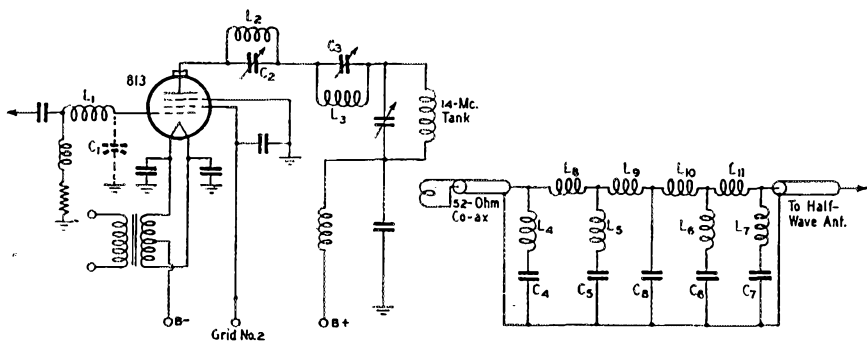 L2
C2
C3
L3
813
L1
C1
14-Mc.
Tank
52-Ohm
Co-ax
L8
L9
L10
L11
L4
L5
L6
L7
C4
C5
C8
C6
C7
To Half-
Wave Ant.
B-
Grid No.2
B+